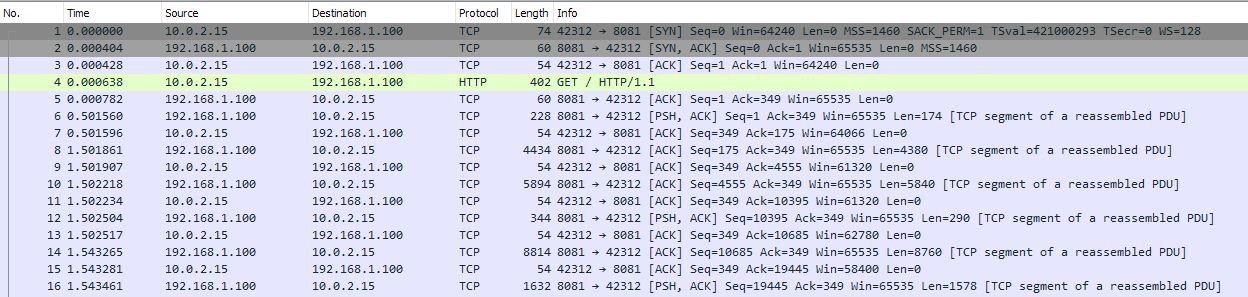 No. Time Source Destination Protocol Length Info
1 0.000000 10.0.2.15 192.168.1.100 TCP 74 42312 → 8081 [SYN] Seq=0 Win=64240 Len=0 MSS=1460 SACK_PERM=1 TSval=421000293 TSecr=0 WS=128
2 0.000404 192.168.1.100 10.0.2.15 TCP 60 8081 → 42312 [SYN, ACK] Seq=0 Ack=1 Win=65535 Len=0 MSS=1460
3 0.000428 10.0.2.15 192.168.1.100 TCP 54 42312 → 8081 [ACK] Seq=1 Ack=1 Win=64240 Len=0
4 0.000638 10.0.2.15 192.168.1.100 HTTP 402 GET / HTTP/1.1
5 0.000782 192.168.1.100 10.0.2.15 TCP 60 8081 → 42312 [ACK] Seq=1 Ack=349 Win=65535 Len=0
6 0.501560 192.168.1.100 10.0.2.15 TCP 228 8081 → 42312 [PSH, ACK] Seq=1 Ack=349 Win=65535 Len=174 [TCP segment of a reassembled PDU]
7 0.501596 10.0.2.15 192.168.1.100 TCP 54 42312 → 8081 [ACK] Seq=349 Ack=175 Win=64066 Len=0
8 1.501861 192.168.1.100 10.0.2.15 TCP 4434 8081 → 42312 [ACK] Seq=175 Ack=349 Win=65535 Len=4380 [TCP segment of a reassembled PDU]
9 1.501907 10.0.2.15 192.168.1.100 TCP 54 42312 → 8081 [ACK] Seq=349 Ack=4555 Win=61320 Len=0
10 1.502218 192.168.1.100 10.0.2.15 TCP 5894 8081 → 42312 [ACK] Seq=4555 Ack=349 Win=65535 Len=5840 [TCP segment of a reassembled PDU]
11 1.502234 10.0.2.15 192.168.1.100 TCP 54 42312 → 8081 [ACK] Seq=349 Ack=10395 Win=61320 Len=0
12 1.502504 192.168.1.100 10.0.2.15 TCP 344 8081 → 42312 [PSH, ACK] Seq=10395 Ack=349 Win=65535 Len=290 [TCP segment of a reassembled PDU]
13 1.502517 10.0.2.15 192.168.1.100 TCP 54 42312 → 8081 [ACK] Seq=349 Ack=10685 Win=62780 Len=0
14 1.543265 192.168.1.100 10.0.2.15 TCP 8814 8081 → 42312 [ACK] Seq=10685 Ack=349 Win=65535 Len=8760 [TCP segment of a reassembled PDU]
15 1.543281 10.0.2.15 192.168.1.100 TCP 54 42312 → 8081 [ACK] Seq=349 Ack=19445 Win=58400 Len=0
16 1.543461 192.168.1.100 10.0.2.15 TCP 1632 8081 → 42312 [PSH, ACK] Seq=19445 Ack=349 Win=65535 Len=1578 [TCP segment of a reassembled PDU]